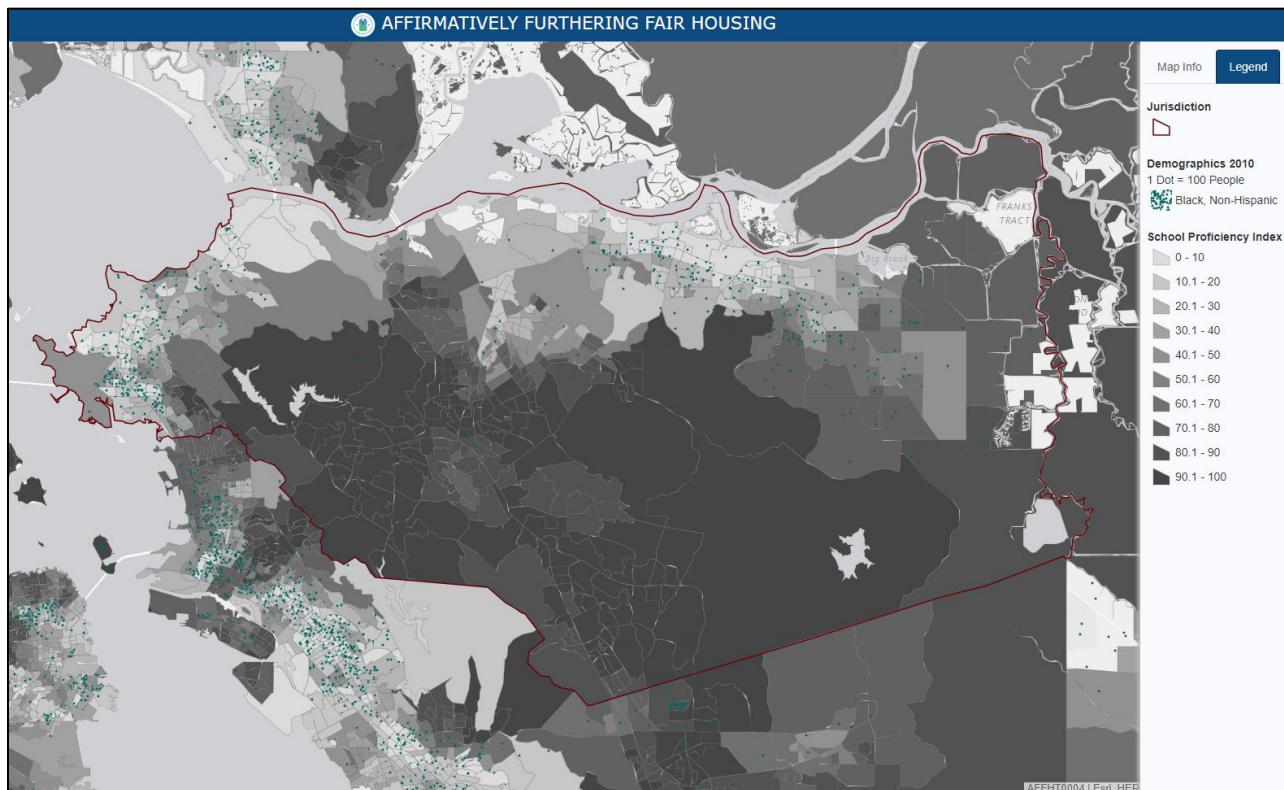 AFFIRMATIVELY FURTHERING FAIR HOUSING
Map Info
Legend
Jurisdiction
Demographics 2010
1 Dot = 100 People
Black, Non-Hispanic
School Proficiency Index
0 - 10
10.1 - 20
20.1 - 30
30.1 - 40
40.1 - 50
50.1 - 60
60.1 - 70
70.1 - 80
80.1 - 90
90.1 - 100
FRANKS
TRACT
Big Break
AFFHT0004 | Esri, HER